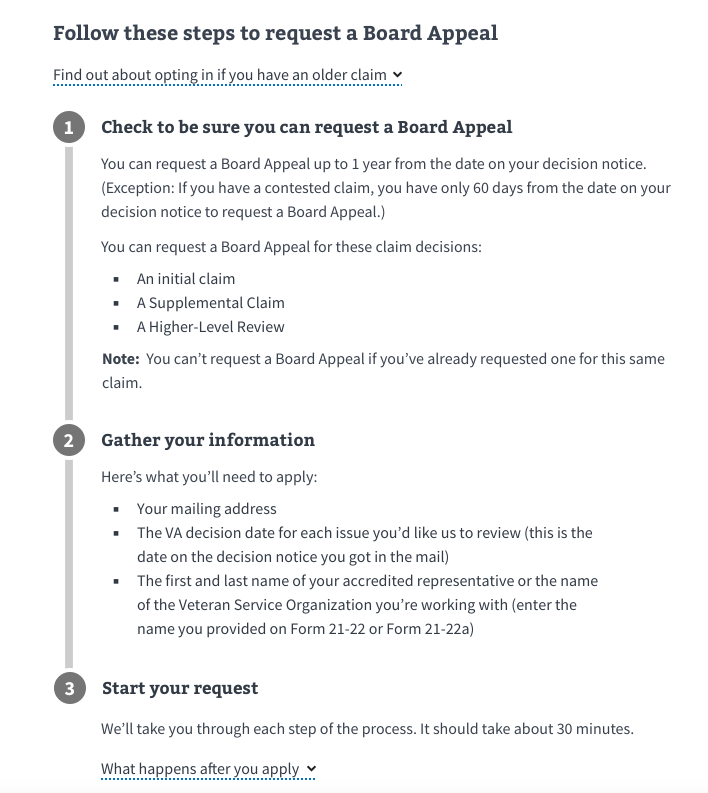 Follow these steps to request a Board Appeal
Find out about opting in if you have an older claim
1 Check to be sure you can request a Board Appeal
You can request a Board Appeal up to 1 year from the date on your decision notice.
(Exception: If you have a contested claim, you have only 60 days from the date on your
decision notice to request a Board Appeal.)
You can request a Board Appeal for these claim decisions:
▪ An initial claim
▪ A Supplemental Claim
▪ A Higher-Level Review
Note: You can’t request a Board Appeal if you’ve already requested one for this same
claim.
2 Gather your information
Here’s what you’ll need to apply:
▪ Your mailing address
▪ The VA decision date for each issue you’d like us to review (this is the
date on the decision notice you got in the mail)
▪ The first and last name of your accredited representative or the name
of the Veteran Service Organization you’re working with (enter the
name you provided on Form 21-22 or Form 21-22a)
3 Start your request
We’ll take you through each step of the process. It should take about 30 minutes.
What happens after you apply